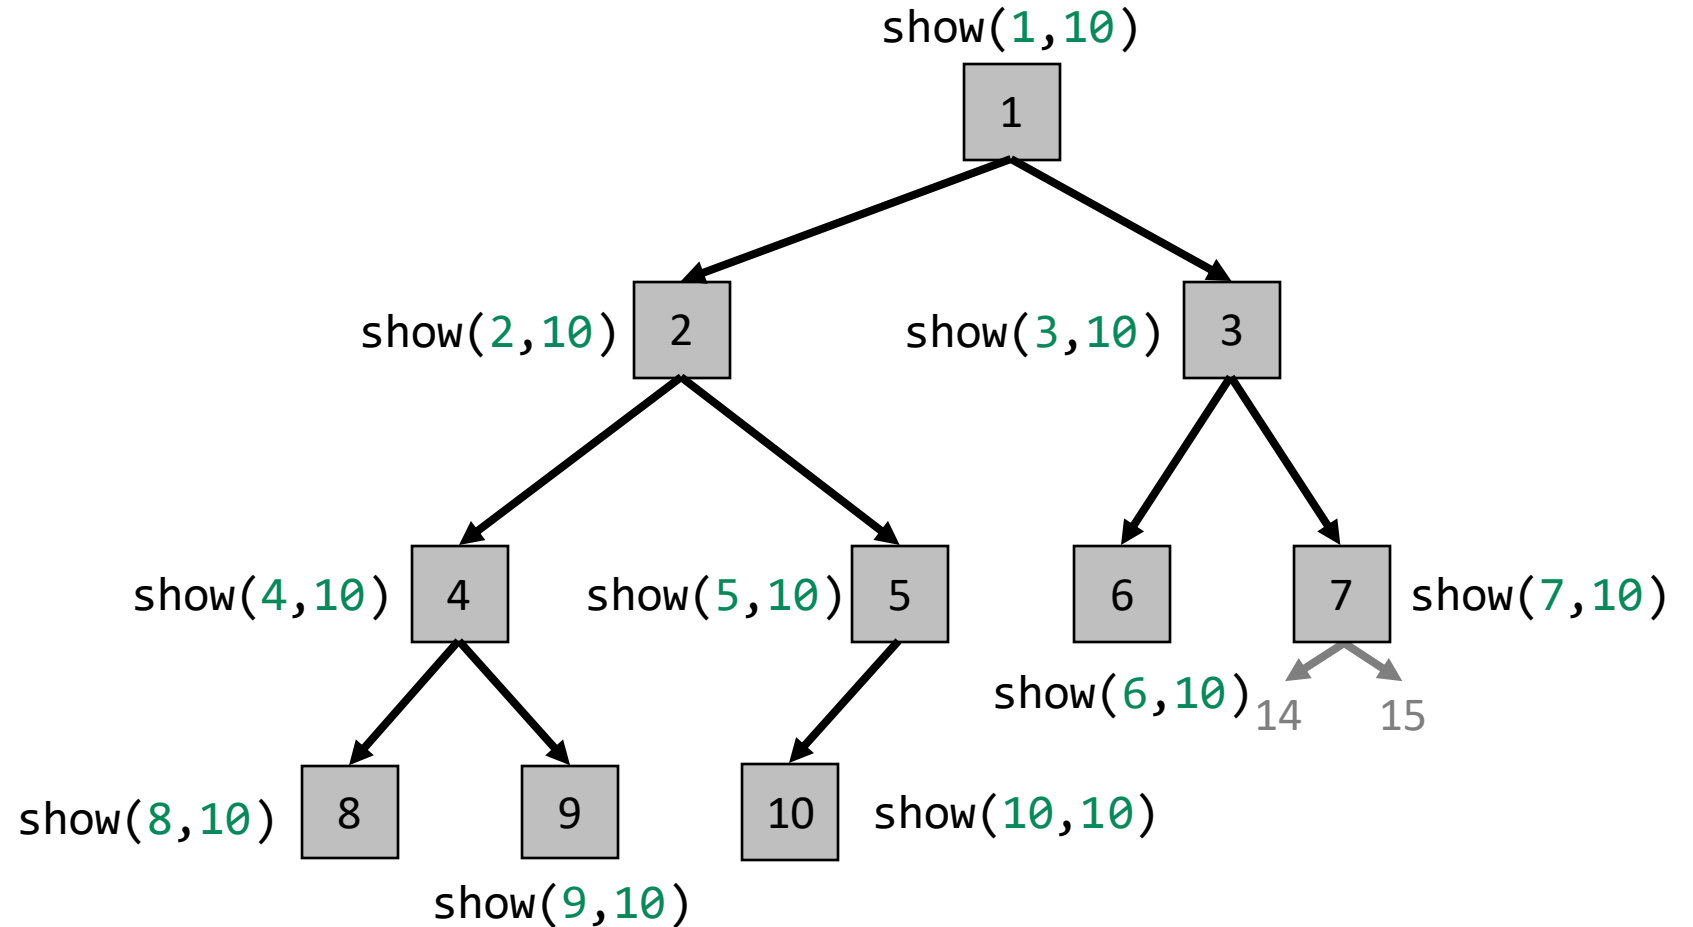 show(1,10)
1
show(2,10) 2 show(3,10) 3
show(4,10) 4 show(5,10) 5 6 7 show(7,10)
show(6,10) 14 15
show(8,10) 8 9 10 show(10,10)
show(9,10)